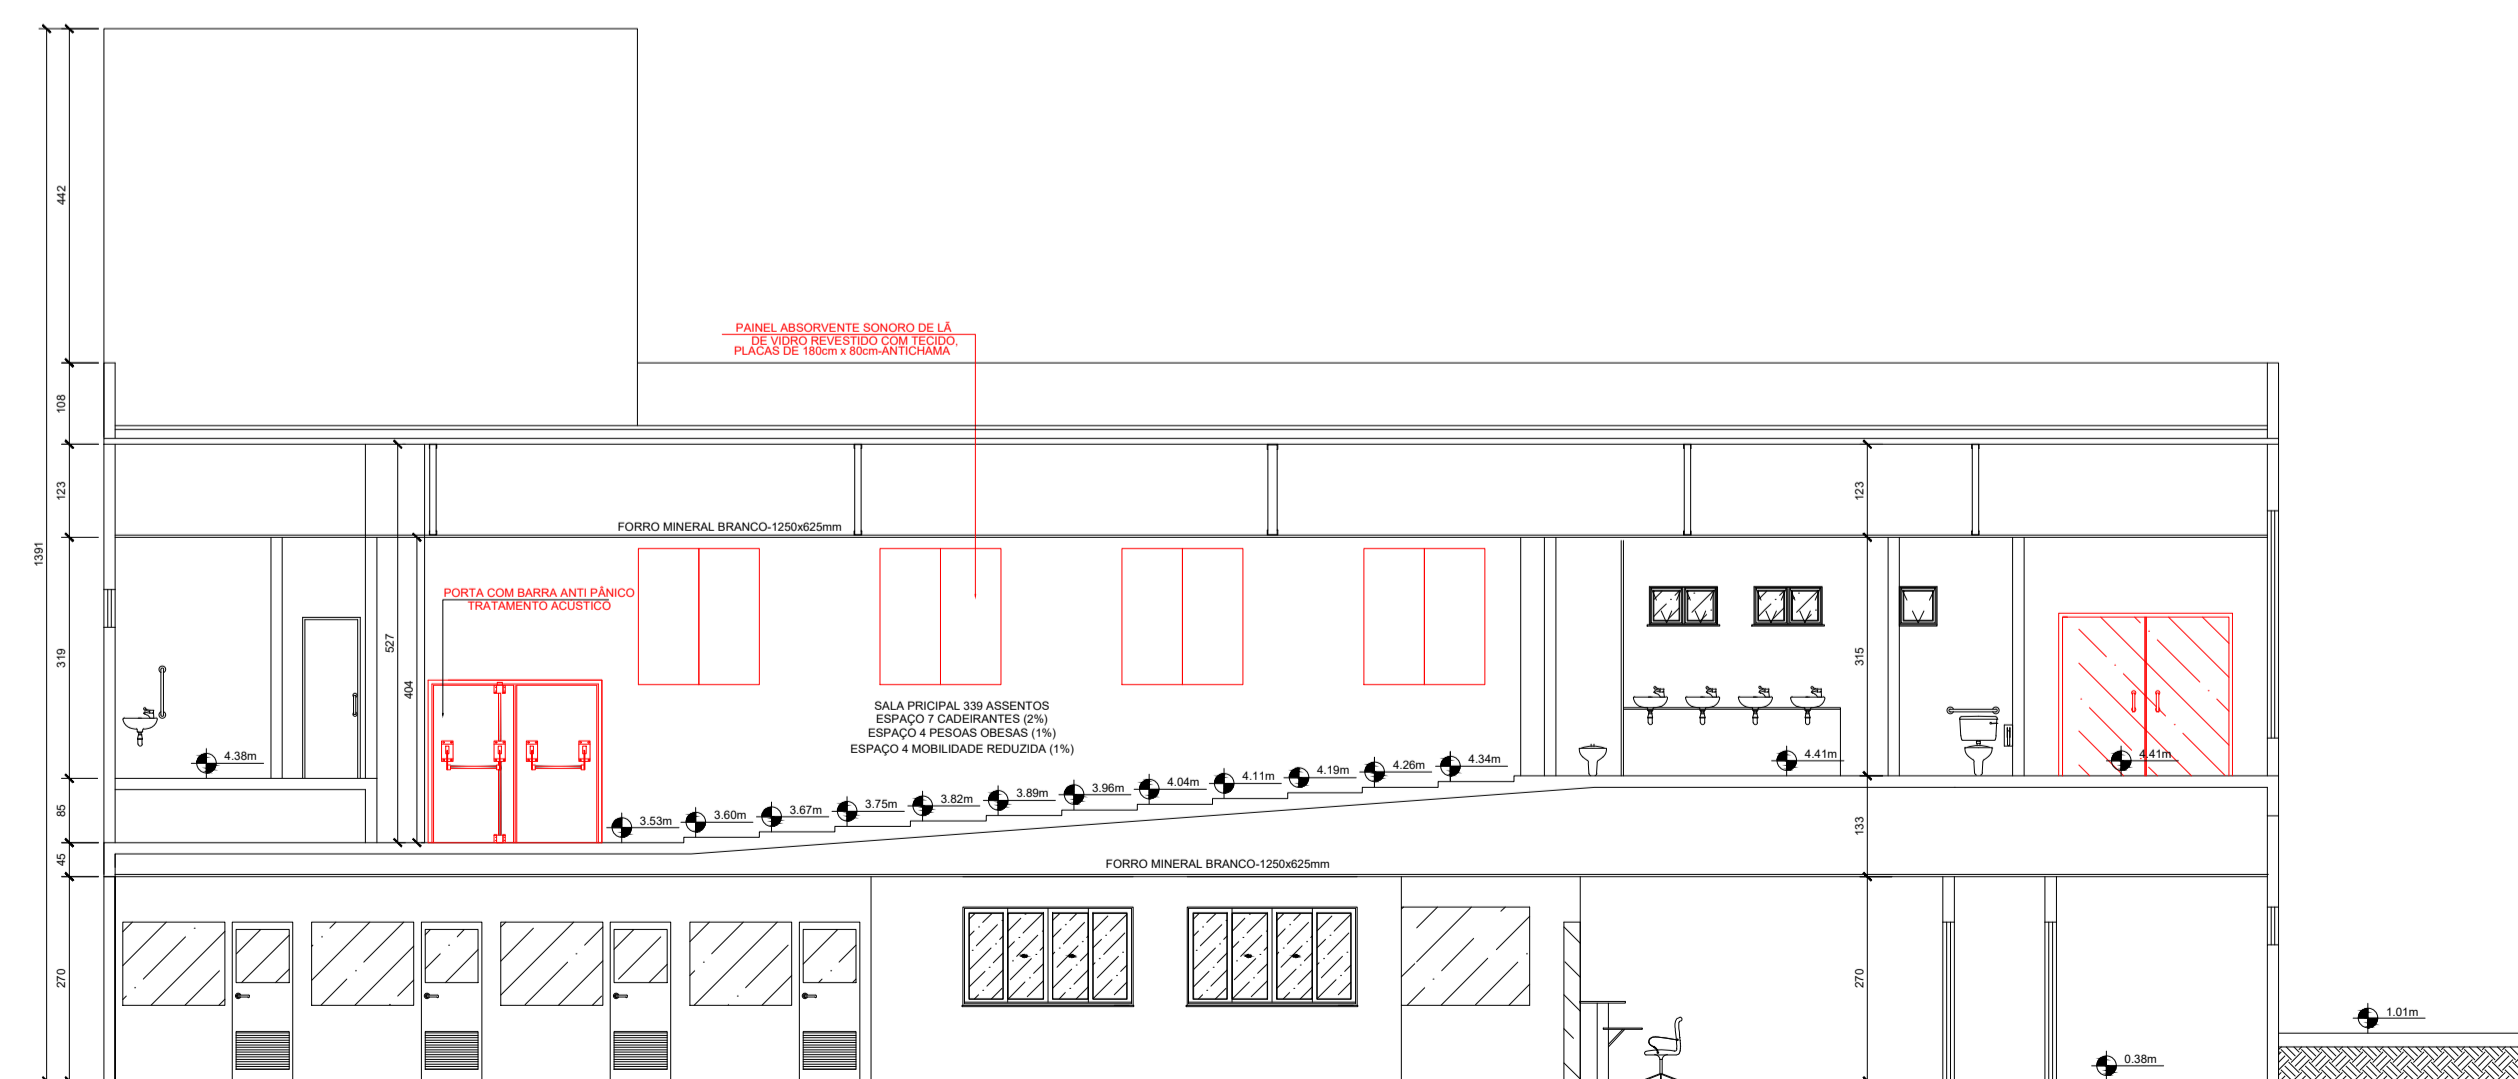 442
108
123
319
85
45
270
1391
PAINEL ABSORVENTE SONORO DE LÃ
DE VIDRO REVESTIDO COM TECIDO,
PLACAS DE 180cm x 80cm-ANTICHAMA
FORRO MINERAL BRANCO-1250x625mm
PORTA COM BARRA ANTI PÂNICO
TRATAMENTO ACUSTICO
527
404
SALA PRICIPAL 339 ASSENTOS
ESPAÇO 7 CADEIRANTES (2%)
ESPAÇO 4 PESOAS OBESAS (1%)
ESPAÇO 4 MOBILIDADE REDUZIDA (1%)
4.38m
3.53m
3.60m
3.67m
3.75m
3.82m
3.89m
3.96m
4.04m
4.11m
4.19m
4.26m
4.34m
4.41m
4.41m
123
315
133
270
FORRO MINERAL BRANCO-1250x625mm
1.01m
0.38m